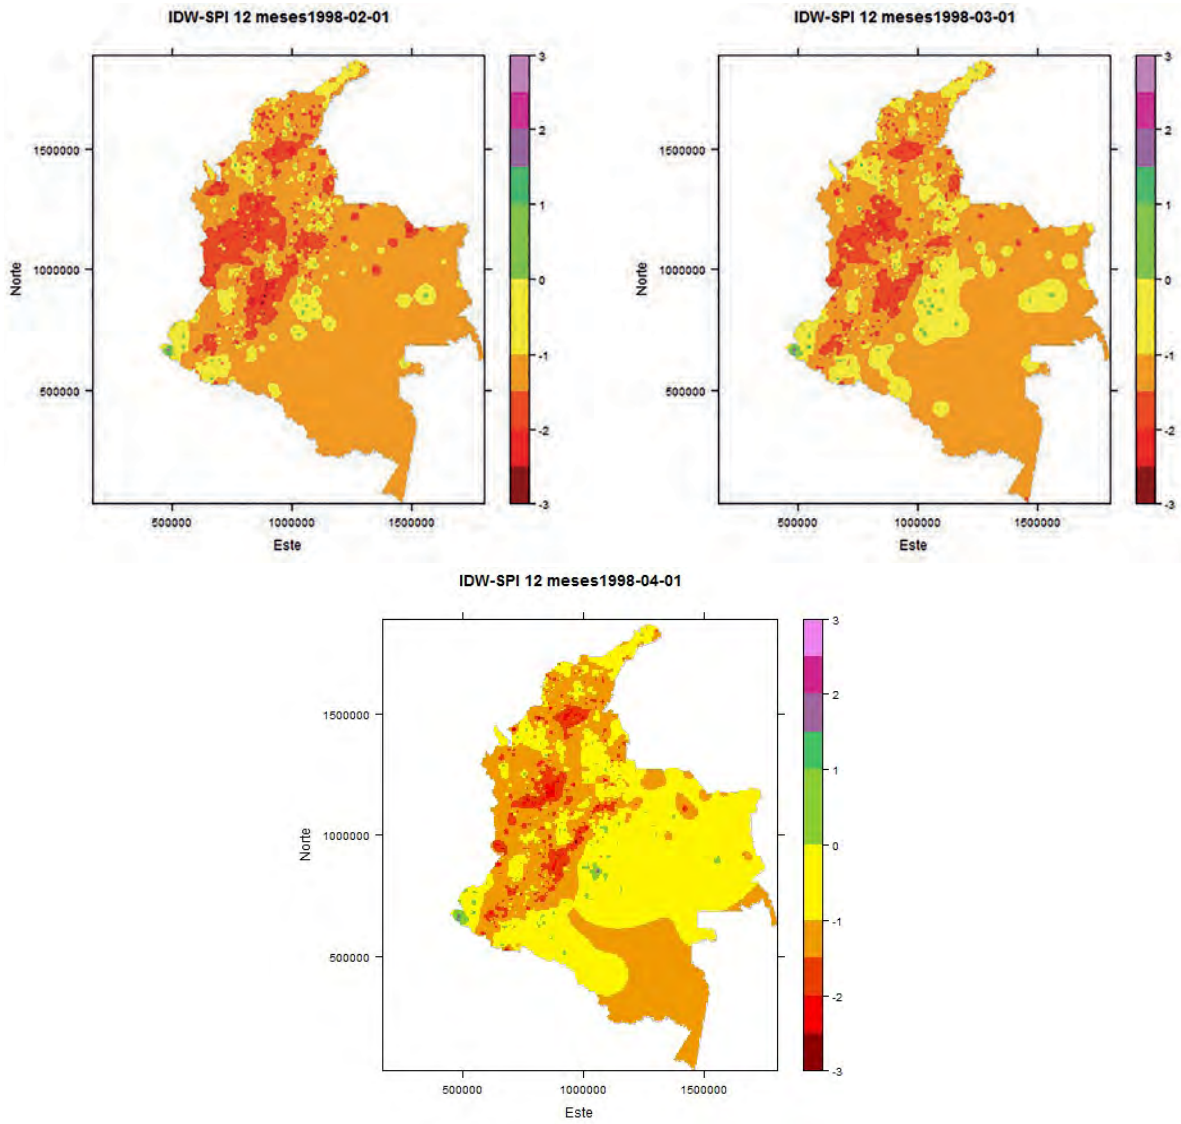 IDW-SPI 12 meses1998-02-01
3
2
1
0
-1
-2
-3
1500000
1000000
500000
Norte
500000 1000000 1500000
Este
IDW-SPI 12 meses1998-03-01
3
2
1
0
-1
-2
-3
1500000
1000000
500000
Norte
500000 1000000 1500000
Este
IDW-SPI 12 meses1998-04-01
3
2
1
0
-1
-2
-3
1500000
1000000
500000
Norte
500000 1000000 1500000
Este